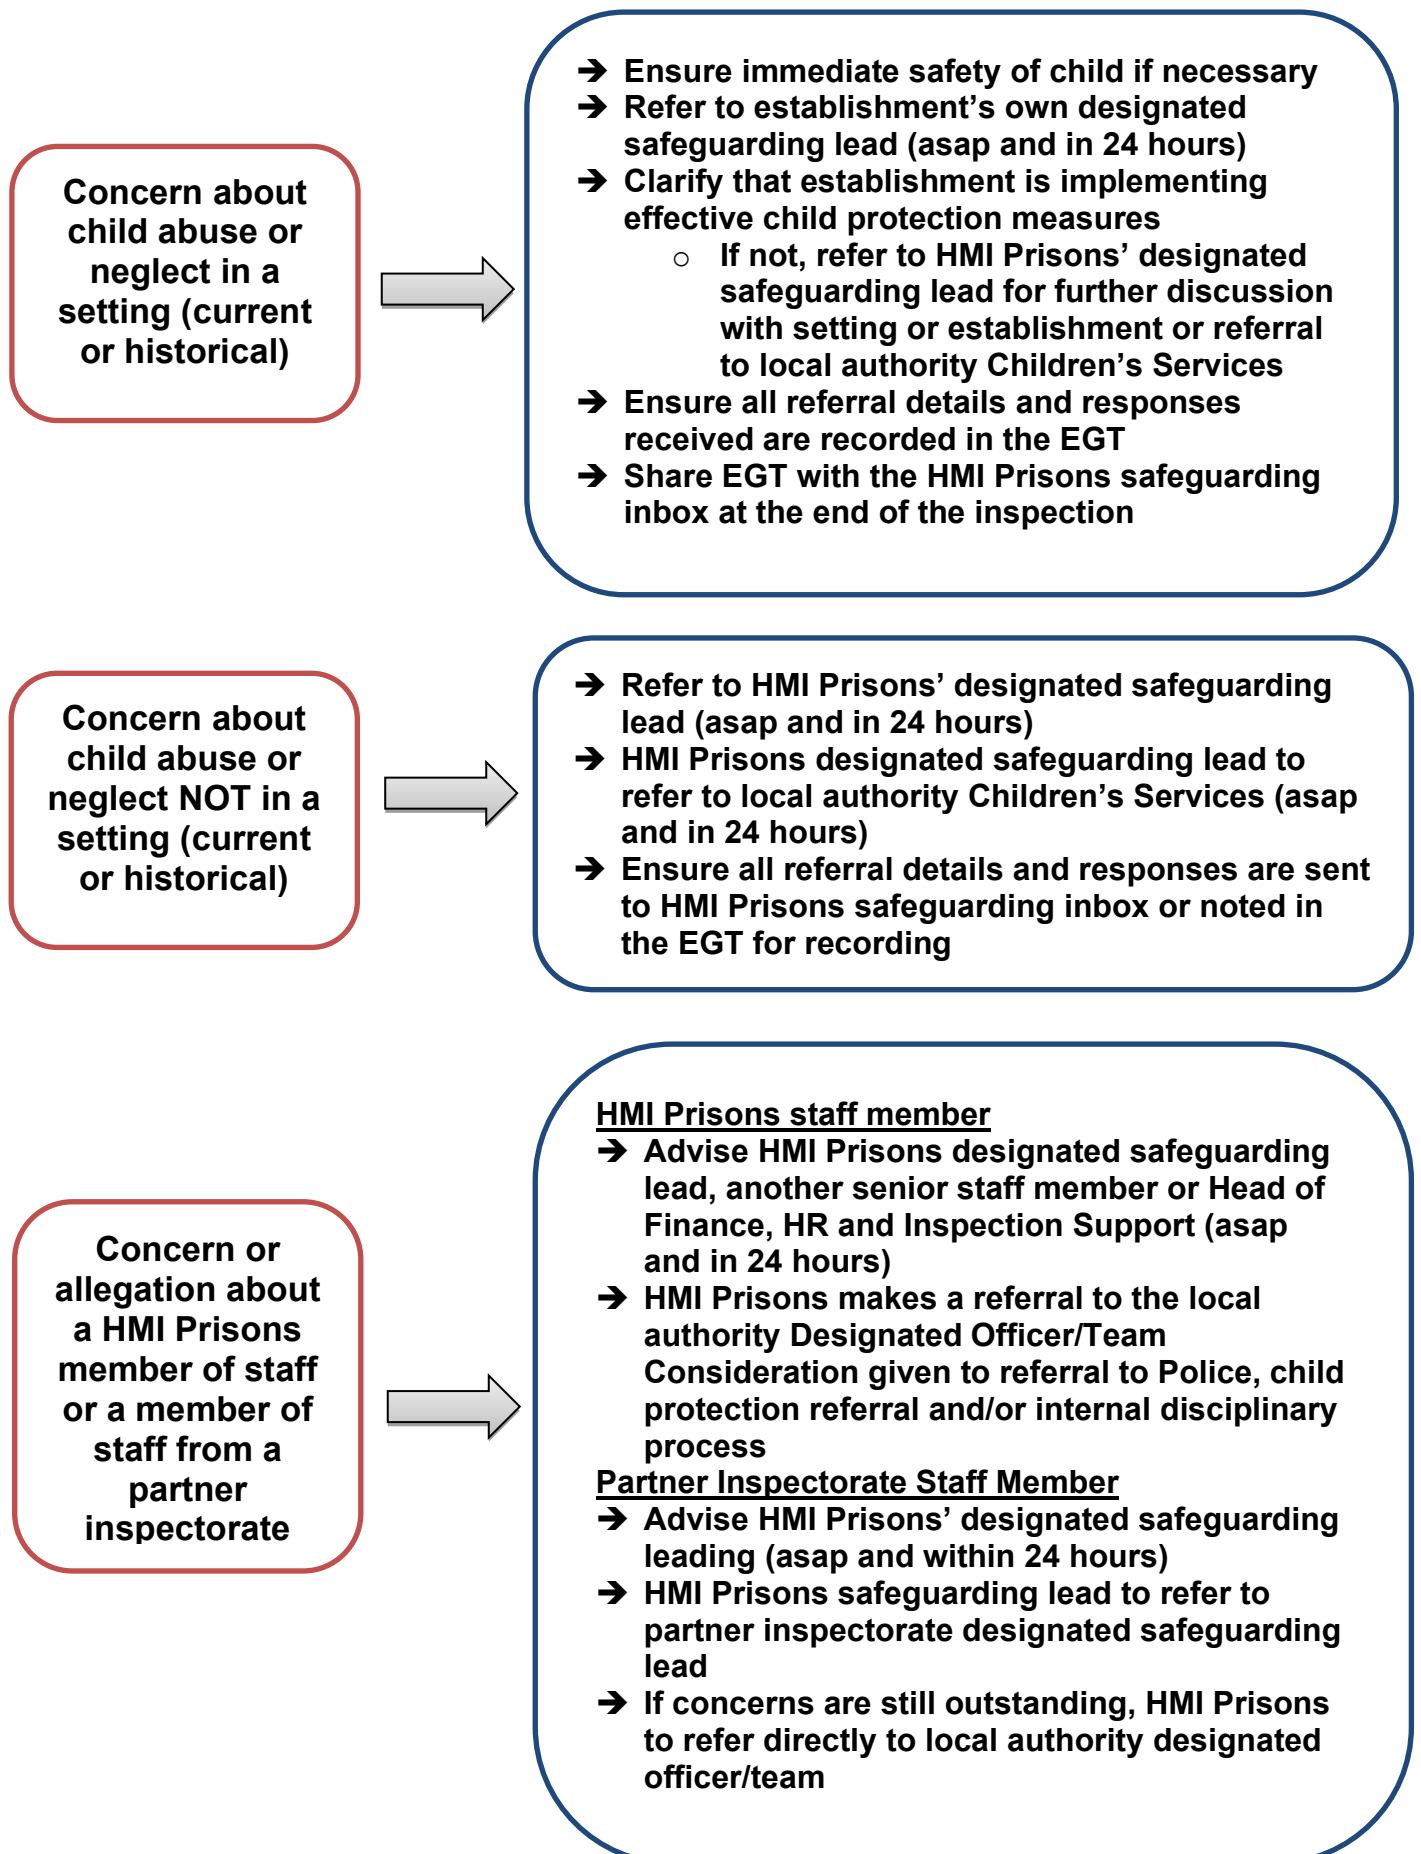 Concern about
child abuse or
neglect in a
setting (current
or historical)
➔ Ensure immediate safety of child if necessary
➔ Refer to establishment’s own designated
safeguarding lead (asap and in 24 hours)
➔ Clarify that establishment is implementing
effective child protection measures
o If not, refer to HMI Prisons’ designated
safeguarding lead for further discussion
with setting or establishment or referral
to local authority Children’s Services
➔ Ensure all referral details and responses
received are recorded in the EGT
➔ Share EGT with the HMI Prisons safeguarding
inbox at the end of the inspection
Concern about
child abuse or
neglect NOT in a
setting (current
or historical)
➔ Refer to HMI Prisons’ designated safeguarding
lead (asap and in 24 hours)
➔ HMI Prisons designated safeguarding lead to
refer to local authority Children’s Services (asap
and in 24 hours)
➔ Ensure all referral details and responses are sent
to HMI Prisons safeguarding inbox or noted in
the EGT for recording
Concern or
allegation about
a HMI Prisons
member of staff
or a member of
staff from a
partner
inspectorate
HMI Prisons staff member
➔ Advise HMI Prisons designated safeguarding
lead, another senior staff member or Head of
Finance, HR and Inspection Support (asap
and in 24 hours)
➔ HMI Prisons makes a referral to the local
authority Designated Officer/Team
Consideration given to referral to Police, child
protection referral and/or internal disciplinary
process
Partner Inspectorate Staff Member
➔ Advise HMI Prisons’ designated safeguarding
leading (asap and within 24 hours)
➔ HMI Prisons safeguarding lead to refer to
partner inspectorate designated safeguarding
lead
➔ If concerns are still outstanding, HMI Prisons
to refer directly to local authority designated
officer/team